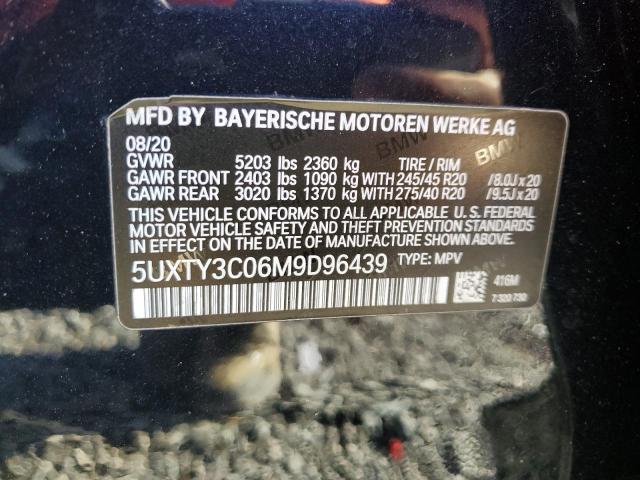 MFD BY BAYERISCHE MOTOREN WERKE AG
08/20
GVWR 5203 lbs 2360 kg TIRE / RIM
GAWR FRONT 2403 lbs 1090 kg WITH 245/45 R20 /8.0J x 20
GAWR REAR 3020 lbs 1370 kg WITH 275/40 R20 /9.5J x 20
THIS VEHICLE CONFORMS TO ALL APPLICABLE U. S. FEDERAL
MOTOR VEHICLE SAFETY AND THEFT PREVENTION STANDARDS
IN EFFECT ON THE DATE OF MANUFACTURE SHOWN ABOVE.
5UXTY3C06M9D96439 TYPE: MPV
416M
7 320 730